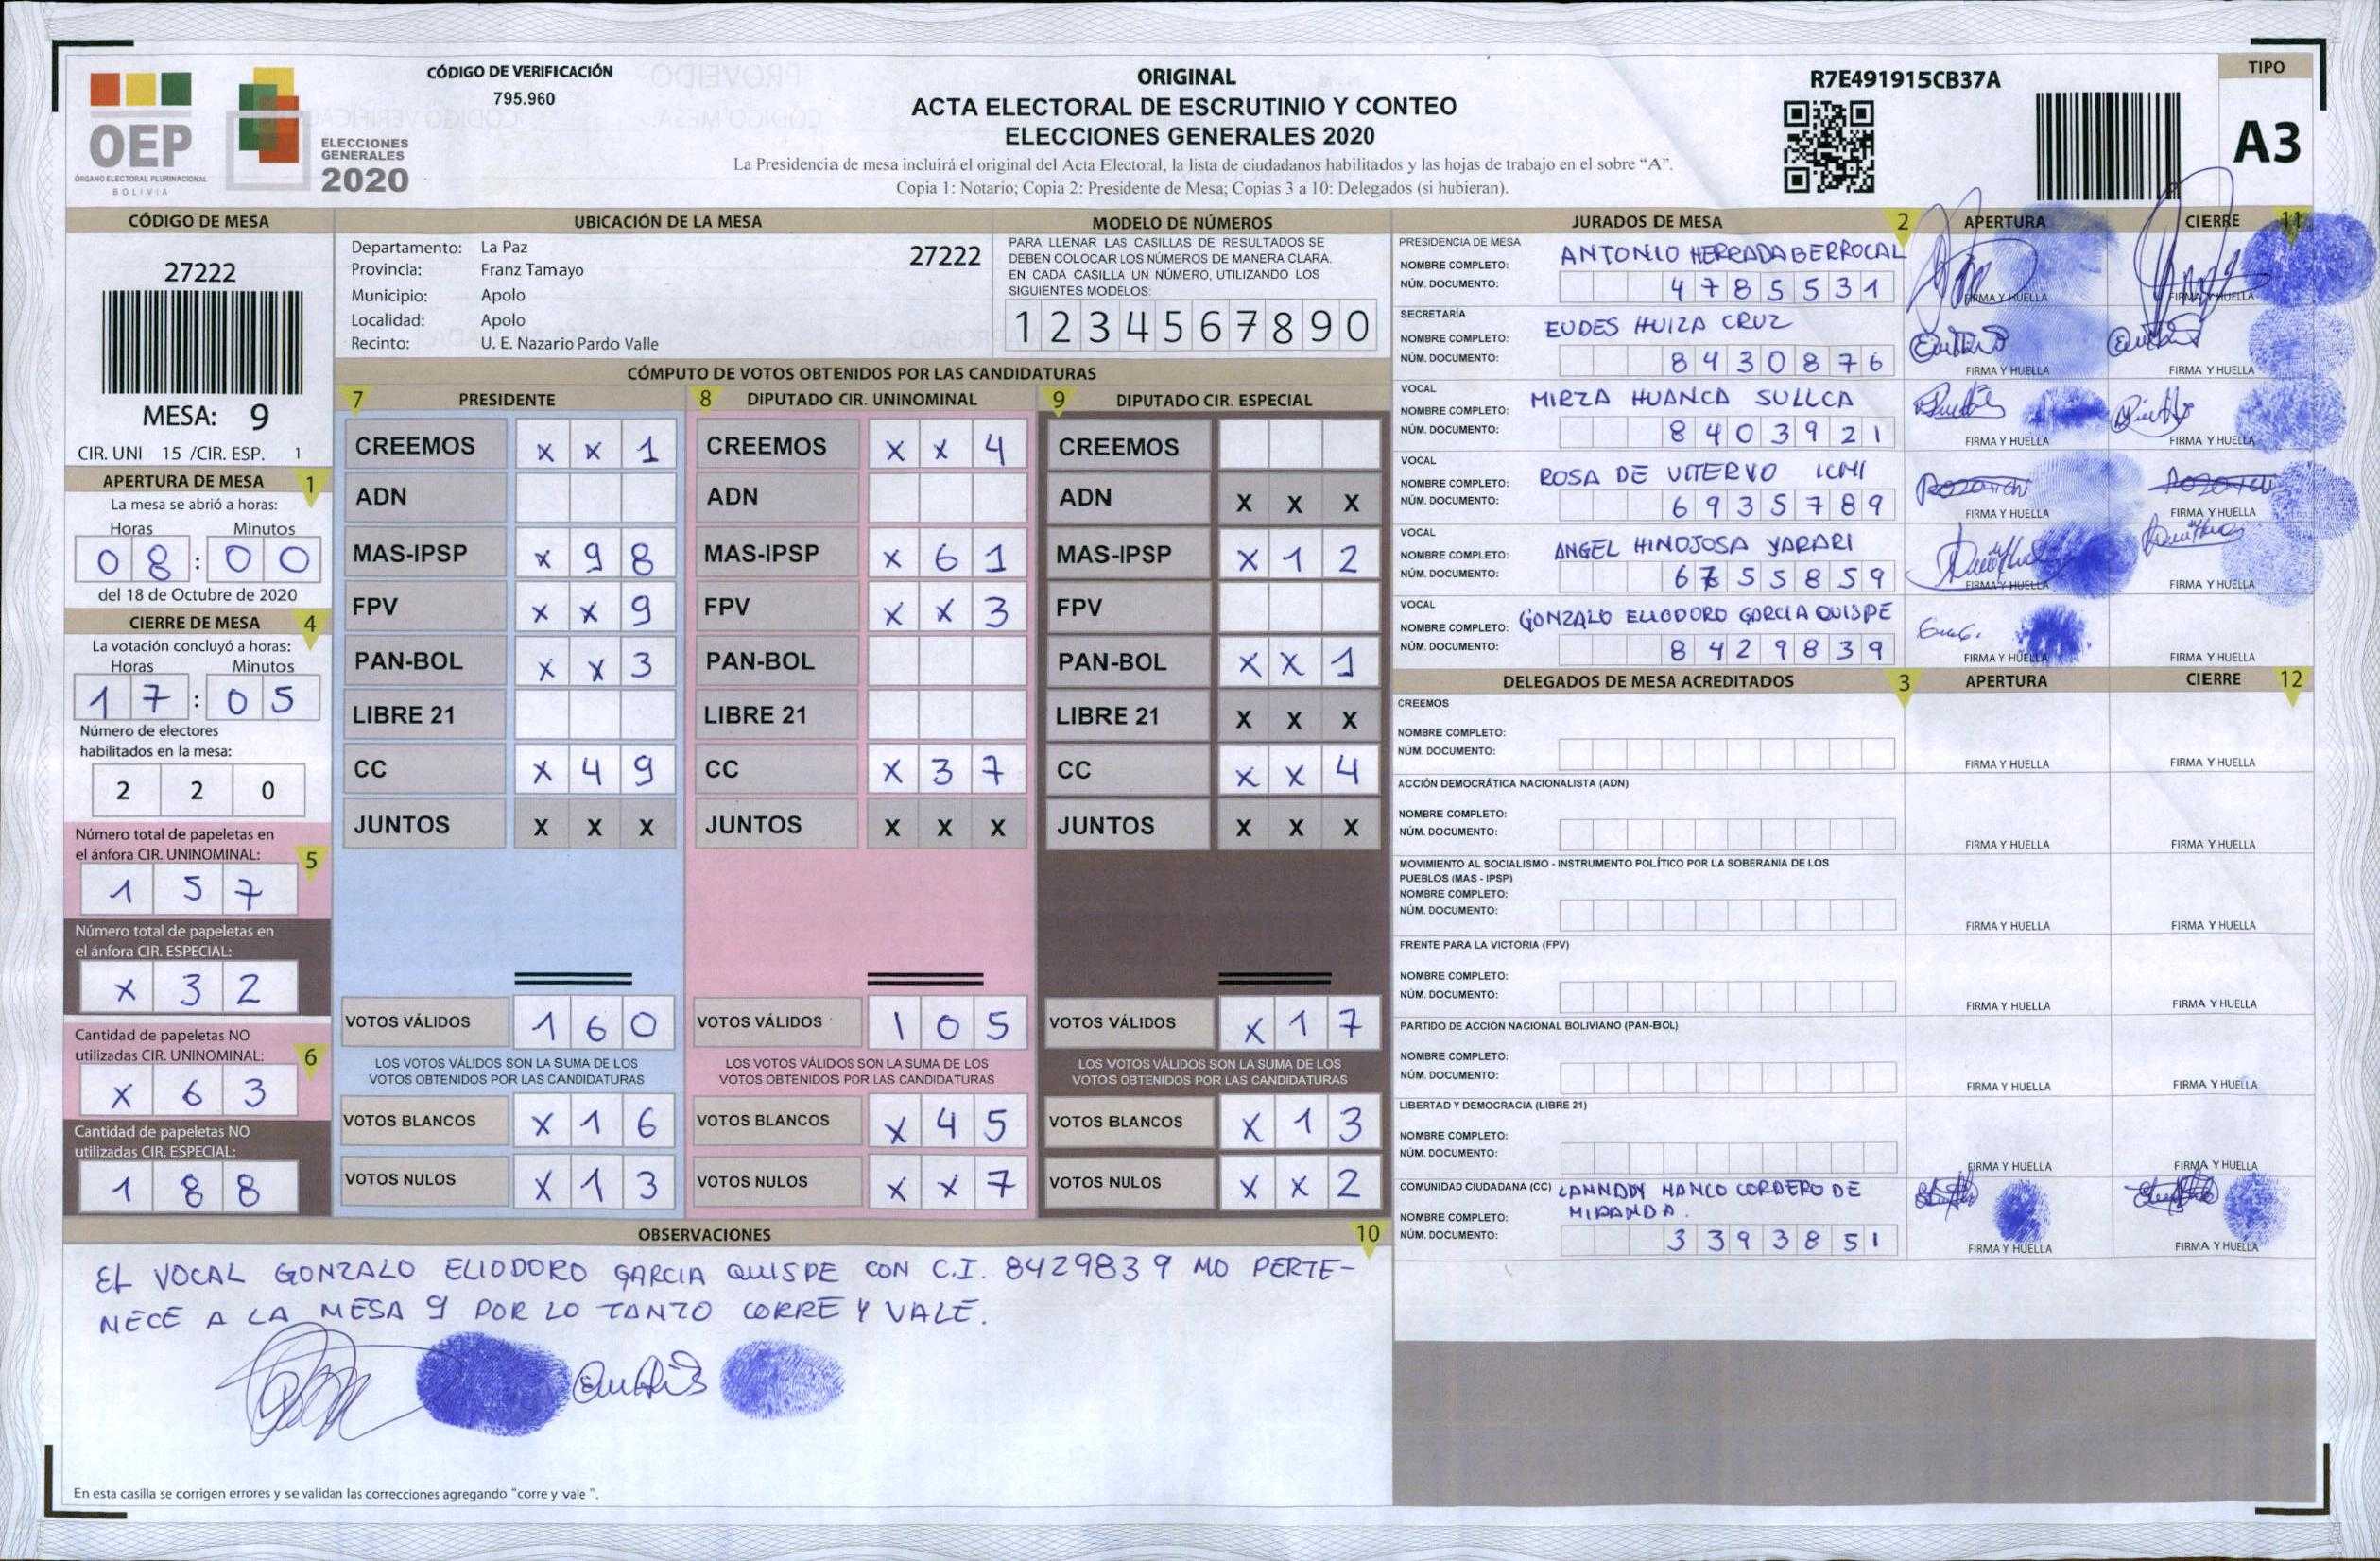 CÓDIGO DE VERIFICACIÓN
795.960
ORIGINAL
ACTA ELECTORAL DE ESCRUTINIO Y CONTEO
ELECCIONES GENERALES 2020
La Presidencia de mesa incluirá el original del Acta Electoral, la lista de ciudadanos habilitados y las hojas de trabajo en el sobre “A”.
Copia 1: Notario; Copia 2: Presidente de Mesa; Copias 3 a 10: Delegados (si hubieran).
R7E491915CB37A
TIPO
A3
OEP
ÓRGANO ELECTORAL PLURINACIONAL
BOLIVIA
ELECCIONES
GENERALES
2020
CÓDIGO DE MESA
27222
MESA: 9
CIR. UNI 15 /CIR. ESP. 1
APERTURA DE MESA 1
La mesa se abrió a horas:
Horas Minutos
08:00
del 18 de Octubre de 2020
CIERRE DE MESA 4
La votación concluyó a horas:
Horas Minutos
17:05
Número de electores
habilitados en la mesa:
2 2 0
Número total de papeletas en
el ánfora CIR. UNINOMINAL: 5
1 5 7
Número total de papeletas en
el ánfora CIR. ESPECIAL:
x 3 2
Cantidad de papeletas NO
utilizadas CIR. UNINOMINAL: 6
x 6 3
Cantidad de papeletas NO
utilizadas CIR. ESPECIAL:
1 8 8
UBICACIÓN DE LA MESA
Departamento: La Paz 27222
Provincia: Franz Tamayo
Municipio: Apolo
Localidad: Apolo
Recinto: U. E. Nazario Pardo Valle
MODELO DE NÚMEROS
PARA LLENAR LAS CASILLAS DE RESULTADOS SE
DEBEN COLOCAR LOS NÚMEROS DE MANERA CLARA.
EN CADA CASILLA UN NÚMERO, UTILIZANDO LOS
SIGUIENTES MODELOS:
1 2 3 4 5 6 7 8 9 0
CÓMPUTO DE VOTOS OBTENIDOS POR LAS CANDIDATURAS
7 PRESIDENTE
CREEMOS x x 1
ADN
MAS-IPSP x 9 8
FPV x x 9
PAN-BOL x x 3
LIBRE 21
CC x 4 9
JUNTOS X X X
VOTOS VÁLIDOS 1 6 0
LOS VOTOS VÁLIDOS SON LA SUMA DE LOS
VOTOS OBTENIDOS POR LAS CANDIDATURAS
VOTOS BLANCOS x 1 6
VOTOS NULOS x 1 3
8 DIPUTADO CIR. UNINOMINAL
CREEMOS x x 4
ADN
MAS-IPSP x 6 1
FPV x x 3
PAN-BOL
LIBRE 21
CC x 3 7
JUNTOS X X X
VOTOS VÁLIDOS 1 0 5
LOS VOTOS VÁLIDOS SON LA SUMA DE LOS
VOTOS OBTENIDOS POR LAS CANDIDATURAS
VOTOS BLANCOS x 4 5
VOTOS NULOS x x 7
9 DIPUTADO CIR. ESPECIAL
CREEMOS
ADN X X X
MAS-IPSP x 1 2
FPV
PAN-BOL x x 1
LIBRE 21 X X X
CC x x 4
JUNTOS X X X
VOTOS VÁLIDOS x 1 7
LOS VOTOS VÁLIDOS SON LA SUMA DE LOS
VOTOS OBTENIDOS POR LAS CANDIDATURAS
VOTOS BLANCOS x 1 3
VOTOS NULOS x x 2
OBSERVACIONES 10
EL VOCAL GONZALO ELIODORO GARCIA QUISPE CON C.I. 8429839 NO PERTE-
NECE A LA MESA 9 POR LO TANTO CORRE Y VALE.
En esta casilla se corrigen errores y se validan las correcciones agregando "corre y vale ".
JURADOS DE MESA 2 APERTURA CIERRE 11
PRESIDENCIA DE MESA
NOMBRE COMPLETO: ANTONIO HERRADA BERROCAL
NÚM. DOCUMENTO: 4785531
FIRMA Y HUELLA FIRMA Y HUELLA
SECRETARÍA
NOMBRE COMPLETO: EUDES HUIZA CRUZ
NÚM. DOCUMENTO: 8430876
FIRMA Y HUELLA FIRMA Y HUELLA
VOCAL
NOMBRE COMPLETO: MIRZA HUANCA SULLCA
NÚM. DOCUMENTO: 8403921
FIRMA Y HUELLA FIRMA Y HUELLA
VOCAL
NOMBRE COMPLETO: ROSA DE VITERVO ICHI
NÚM. DOCUMENTO: 6935789
FIRMA Y HUELLA FIRMA Y HUELLA
VOCAL
NOMBRE COMPLETO: ANGEL HINOJOSA YARARI
NÚM. DOCUMENTO: 6755859
FIRMA Y HUELLA FIRMA Y HUELLA
VOCAL
NOMBRE COMPLETO: GONZALO ELIODORO GARCIA QUISPE
NÚM. DOCUMENTO: 8429839
FIRMA Y HUELLA FIRMA Y HUELLA
DELEGADOS DE MESA ACREDITADOS 3 APERTURA CIERRE 12
CREEMOS
NOMBRE COMPLETO:
NÚM. DOCUMENTO:
FIRMA Y HUELLA FIRMA Y HUELLA
ACCIÓN DEMOCRÁTICA NACIONALISTA (ADN)
NOMBRE COMPLETO:
NÚM. DOCUMENTO:
FIRMA Y HUELLA FIRMA Y HUELLA
MOVIMIENTO AL SOCIALISMO - INSTRUMENTO POLÍTICO POR LA SOBERANIA DE LOS
PUEBLOS (MAS - IPSP)
NOMBRE COMPLETO:
NÚM. DOCUMENTO:
FIRMA Y HUELLA FIRMA Y HUELLA
FRENTE PARA LA VICTORIA (FPV)
NOMBRE COMPLETO:
NÚM. DOCUMENTO:
FIRMA Y HUELLA FIRMA Y HUELLA
PARTIDO DE ACCIÓN NACIONAL BOLIVIANO (PAN-BOL)
NOMBRE COMPLETO:
NÚM. DOCUMENTO:
FIRMA Y HUELLA FIRMA Y HUELLA
LIBERTAD Y DEMOCRACIA (LIBRE 21)
NOMBRE COMPLETO:
NÚM. DOCUMENTO:
FIRMA Y HUELLA FIRMA Y HUELLA
COMUNIDAD CIUDADANA (CC) HANCO CORDERO DE
NOMBRE COMPLETO: MIRANDA.
NÚM. DOCUMENTO: 3393851
FIRMA Y HUELLA FIRMA Y HUELLA